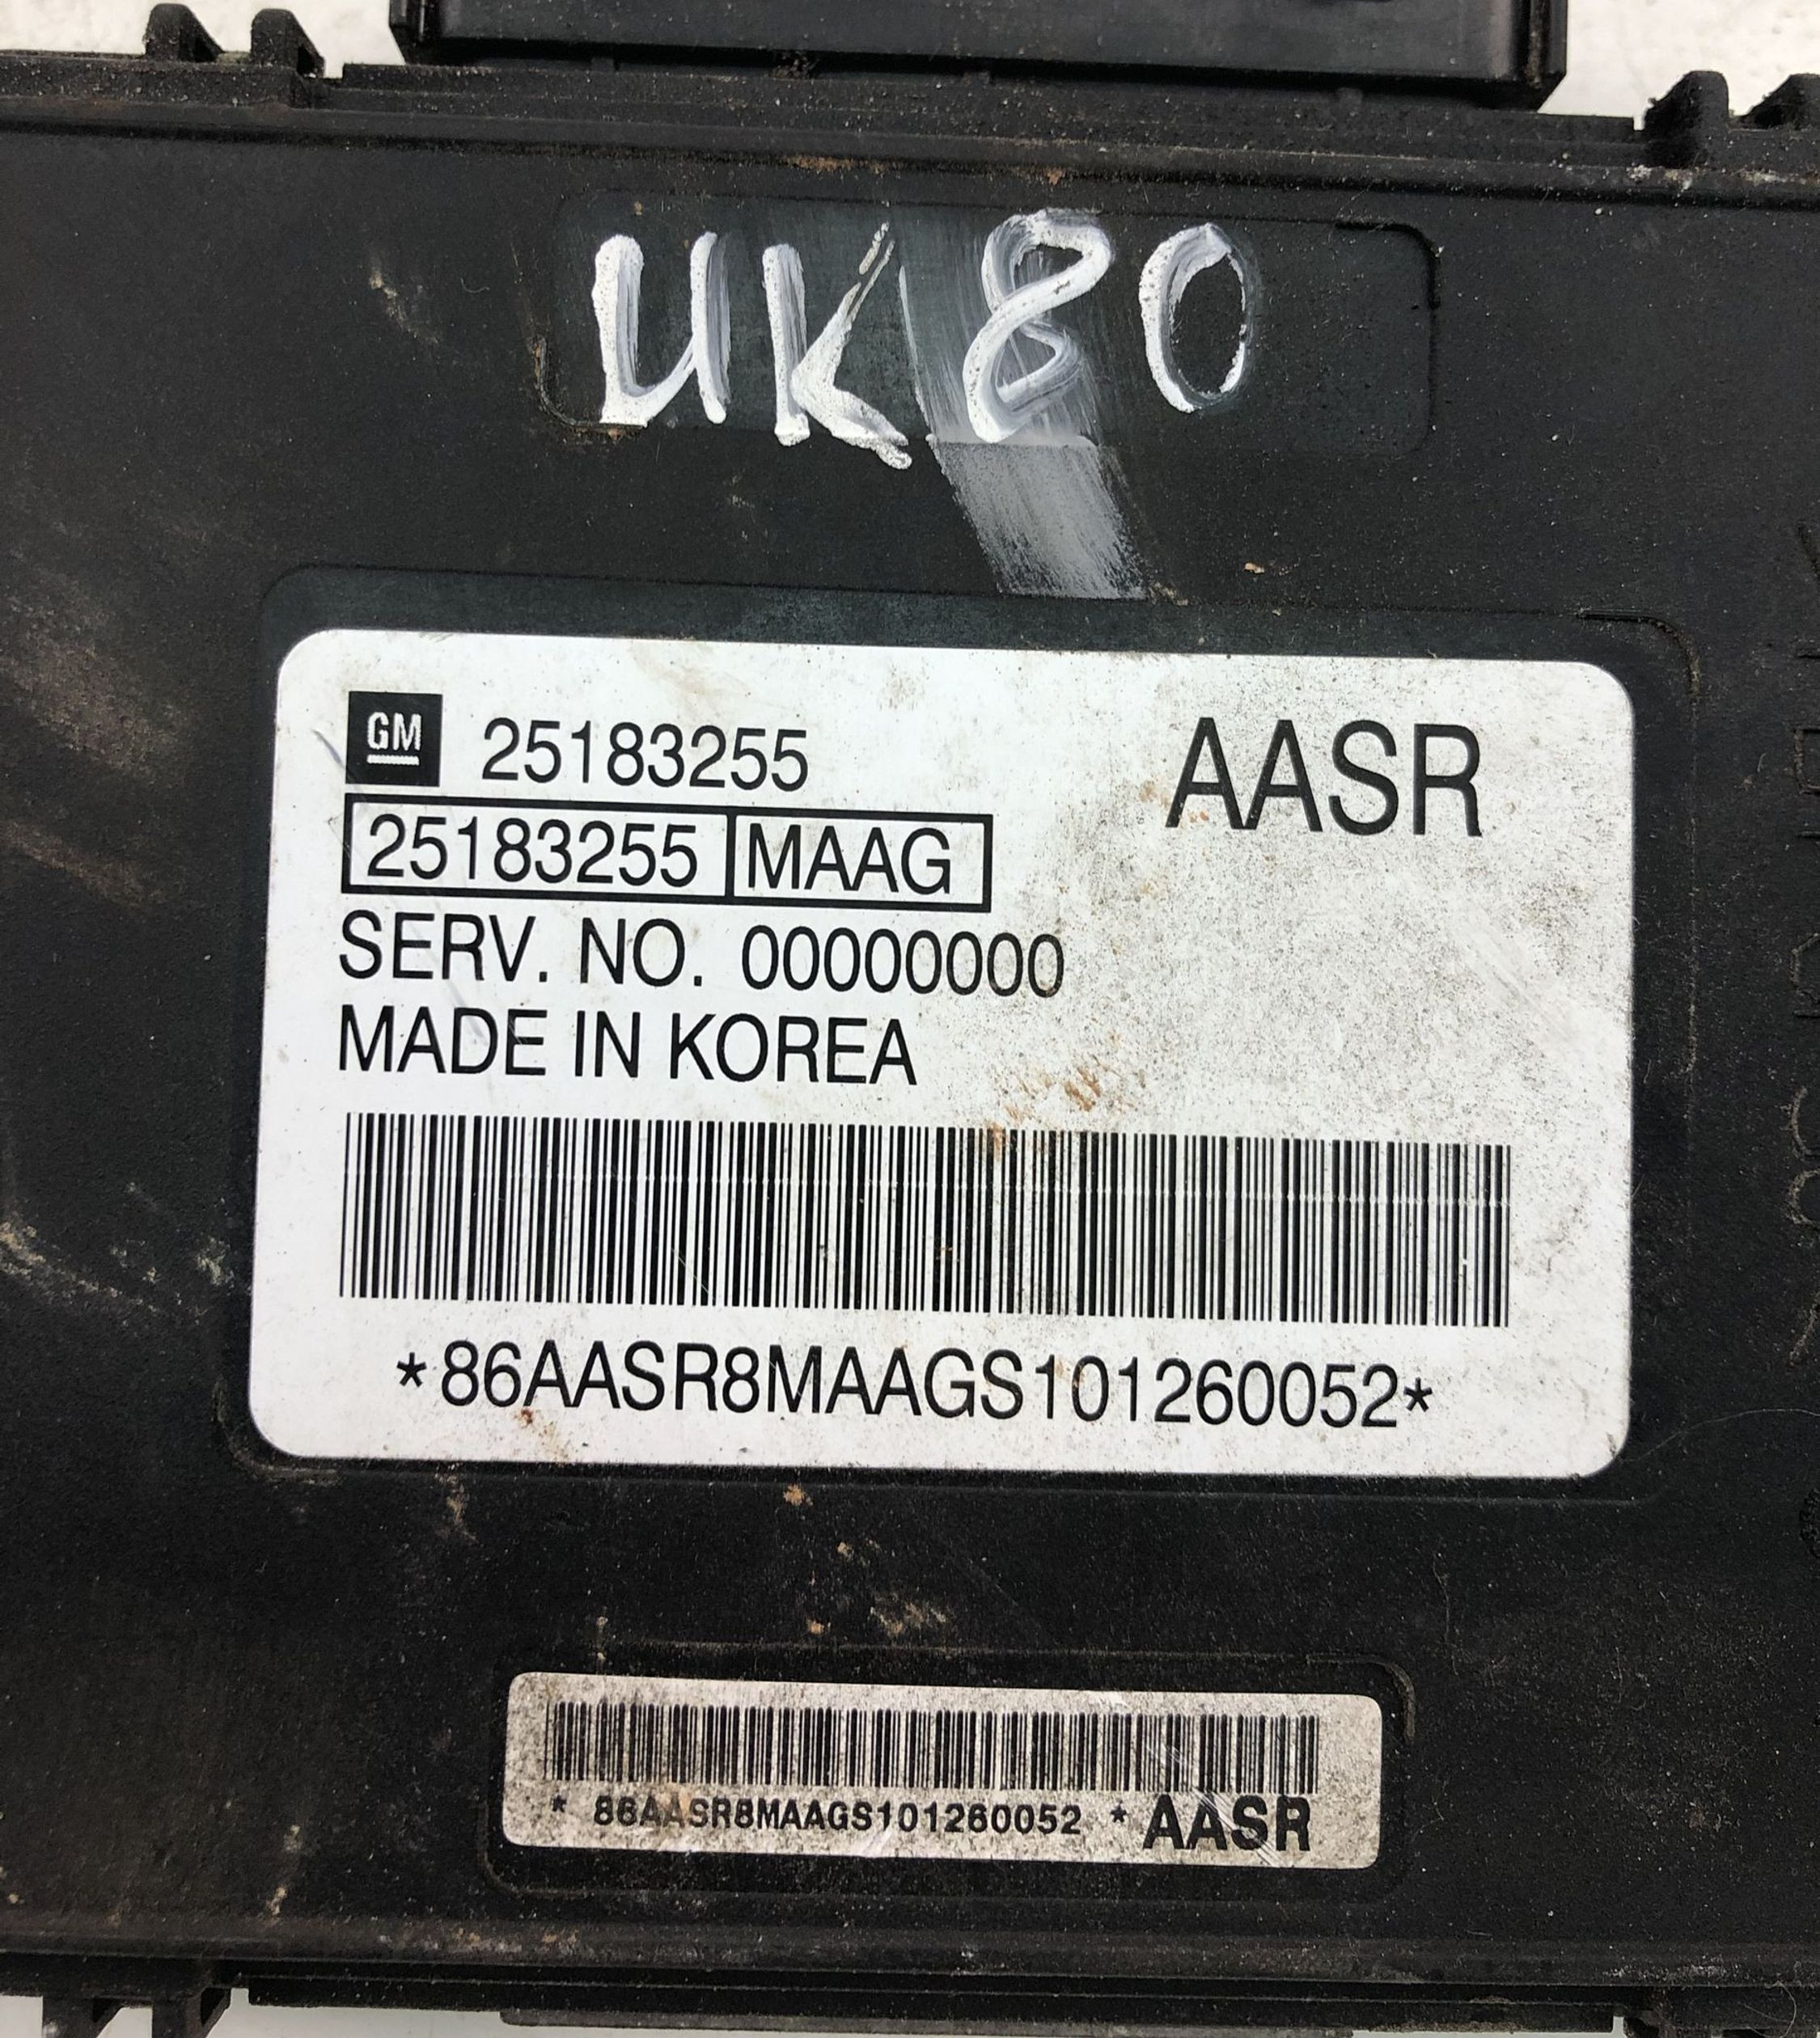 UK80
GM 25183255 AASR
25183255 MAAG
SERV. NO. 00000000
MADE IN KOREA
*86AASR8MAAGS101260052*
* 86AASR8MAAGS101260052 * AASR